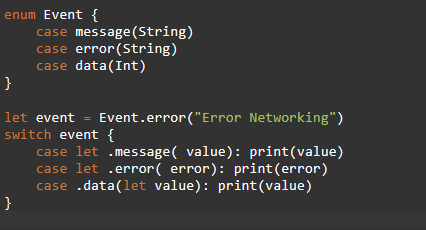 enum Event {
    case message(String)
    case error(String)
    case data(Int)
}
let event = Event.error("Error Networking")
switch event {
    case let .message( value): print(value)
    case let .error( error): print(error)
    case .data(let value): print(value)
}